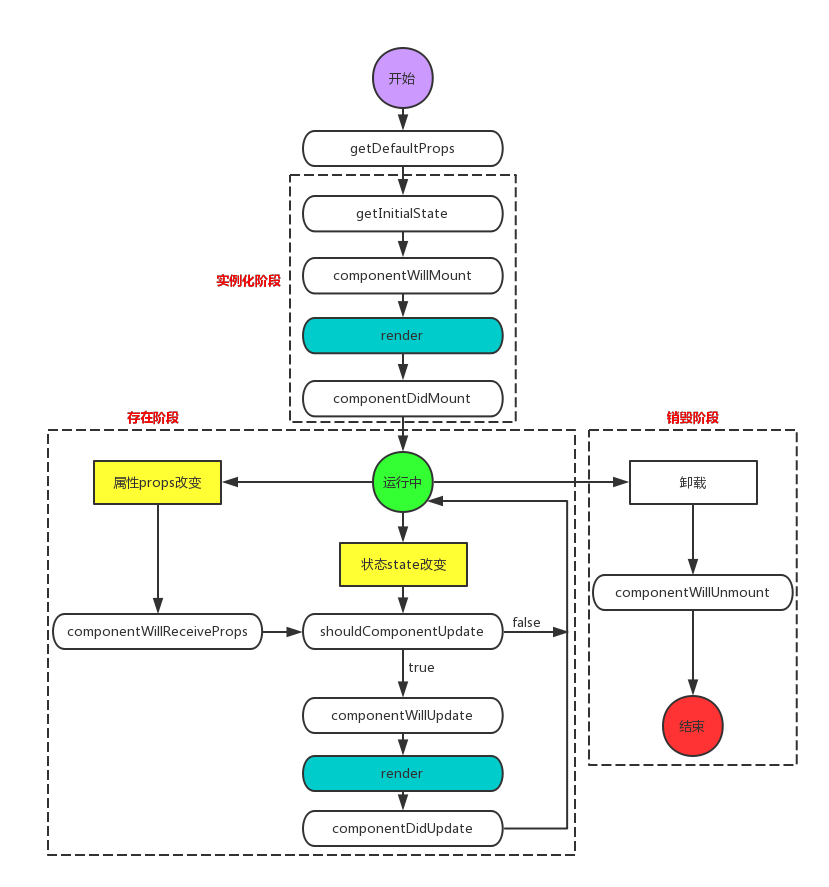 开始
getDefaultProps
getInitialState
实例化阶段
componentWillMount
render
componentDidMount
存在阶段
销毁阶段
属性props改变
运行中
卸载
状态state改变
componentWillUnmount
componentWillReceiveProps
shouldComponentUpdate
false
true
componentWillUpdate
结束
render
componentDidUpdate